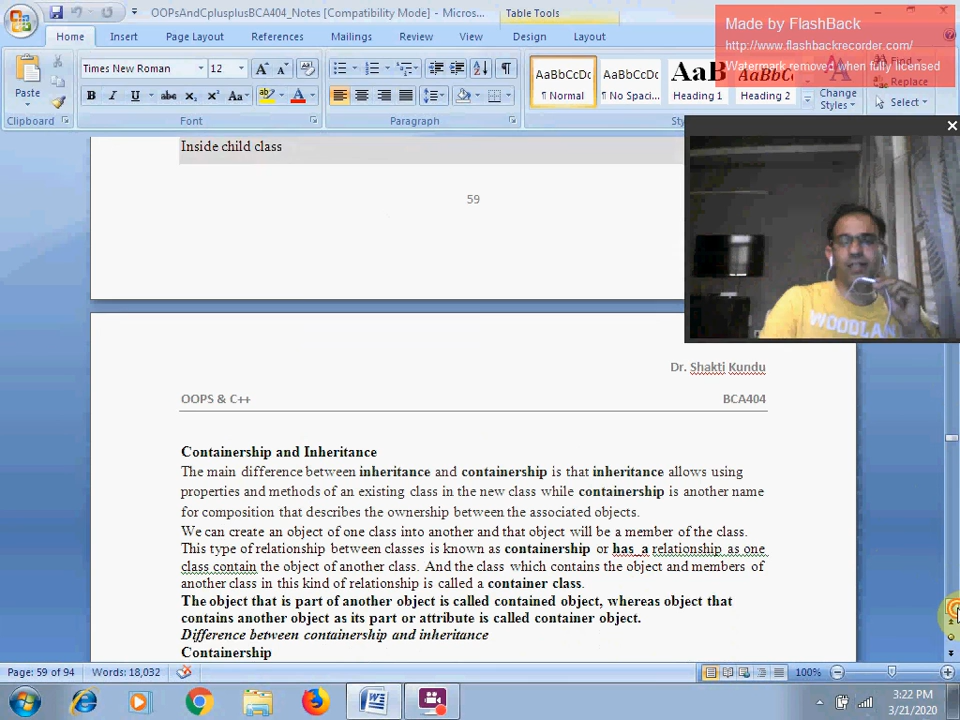 OOPsAndCplusplusBCA404_Notes [Compatibility Mode] - Micros...
Table Tools
Made by FlashBack
http://www.flashbackrecorder.com/
Watermark removed when fully licensed
Home
Insert
Page Layout
References
Mailings
Review
View
Design
Layout
Paste
Times New Roman
12
B I U abc x₂ x² Aa
AaBbCcDc
¶ Normal
AaBbCcDc
¶ No Spaci...
AaB
Heading 1
AaBbC
Heading 2
Change
Styles
Find
Replace
Select
Clipboard
Font
Paragraph
Inside child class
59
Dr. Shakti Kundu
OOPS & C++
BCA404
Containership and Inheritance
The main difference between inheritance and containership is that inheritance allows using
properties and methods of an existing class in the new class while containership is another name
for composition that describes the ownership between the associated objects.
We can create an object of one class into another and that object will be a member of the class.
This type of relationship between classes is known as containership or has_a relationship as one
class contain the object of another class. And the class which contains the object and members of
another class in this kind of relationship is called a container class.
The object that is part of another object is called contained object, whereas object that
contains another object as its part or attribute is called container object.
Difference between containership and inheritance
Containership
WOODLAN
Page: 59 of 94
Words: 18,032
100%
3:22 PM
3/21/2020